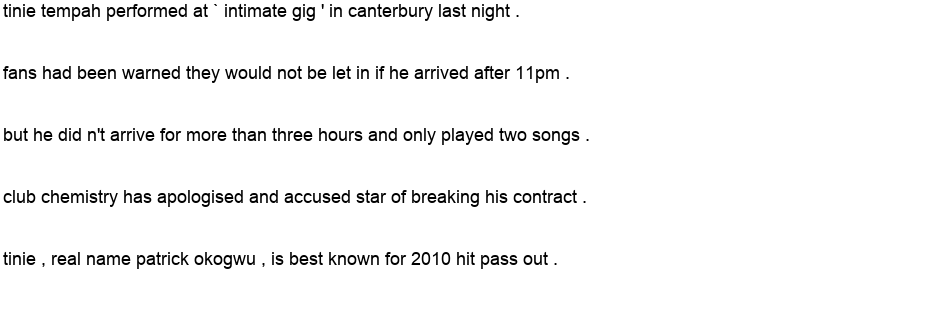 tinie tempah performed at ` intimate gig ' in canterbury last night .
fans had been warned they would not be let in if he arrived after 11pm .
but he did n't arrive for more than three hours and only played two songs .
club chemistry has apologised and accused star of breaking his contract .
tinie , real name patrick okogwu , is best known for 2010 hit pass out .